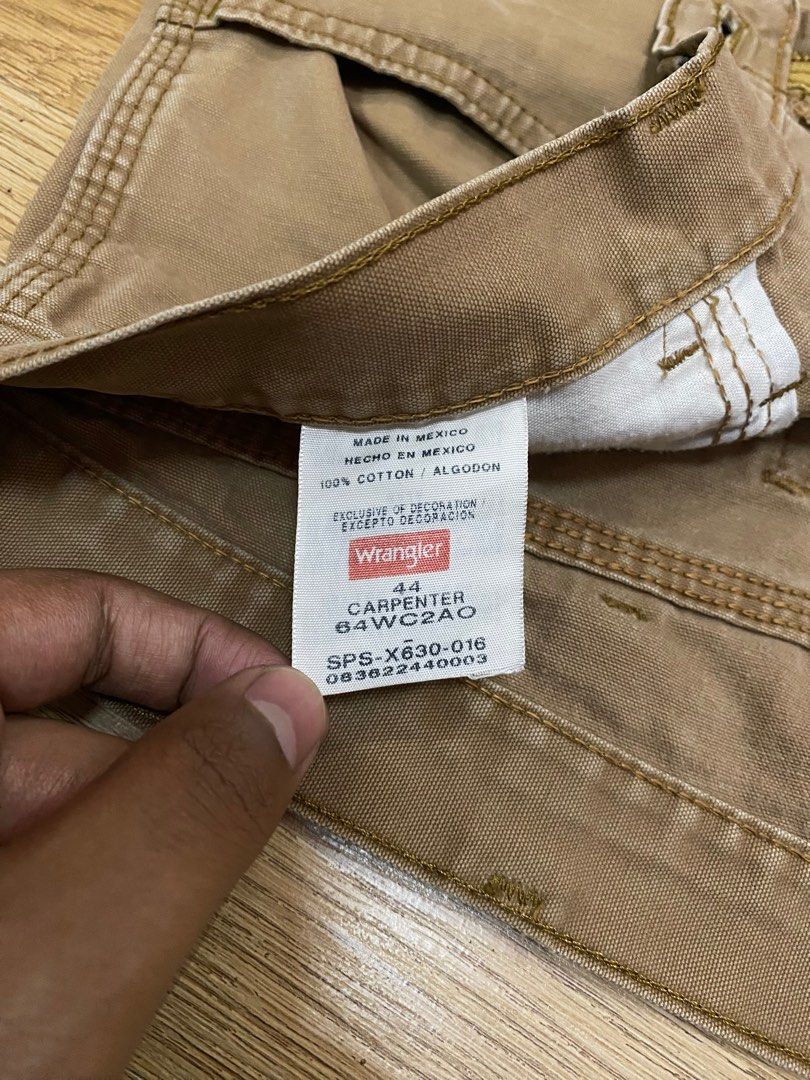 MADE IN MEXICO
HECHO EN MEXICO
100% COTTON / ALGODON
EXCLUSIVE OF DECORATION /
EXCEPTO DECORACION
Wrangler
44
CARPENTER
64WC2AO
-
SPS-X630-016
083622440003